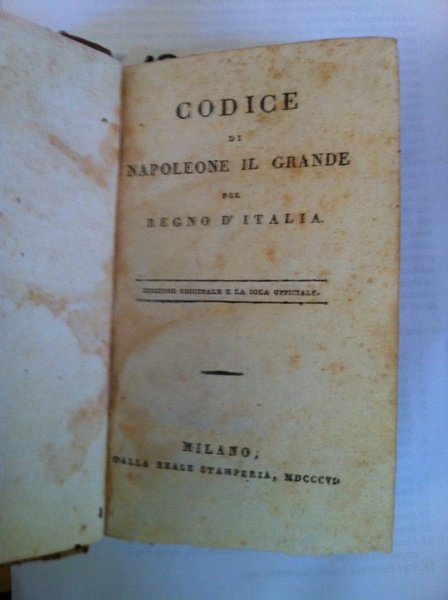 CODICE
DI
NAPOLEONE IL GRANDE
PEL
REGNO D'ITALIA
EDIZIONE ORIGINALE E LA SOLA UFFICIALE.
MILANO,
DALLA REALE STAMPERIA, MDCCCVI